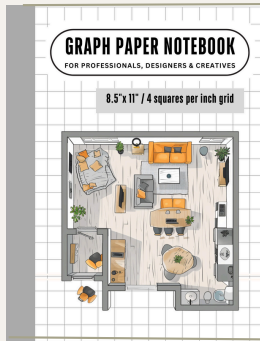 GRAPH PAPER NOTEBOOK
FOR PROFESSIONALS, DESIGNERS & CREATIVES
8.5"x 11" / 4 squares per inch grid